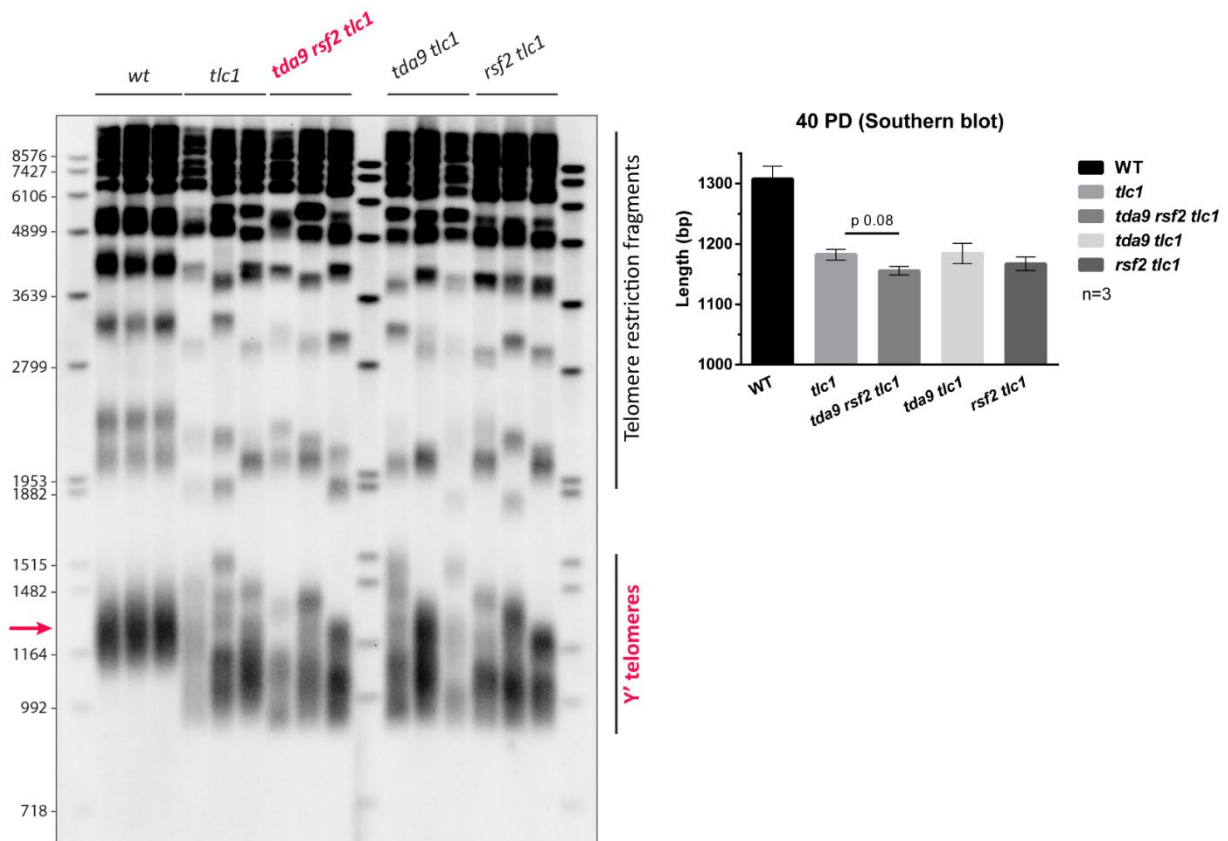 wt
tlc1
tda9 rsf2 tlc1
tda9 tlc1
rsf2 tlc1
8576
7427
6106
4899
3639
2799
1953
1882
1515
1482
1164
992
718
Telomere restriction fragments
Y' telomeres
40 PD (Southern blot)
Length (bp)
1300
1200
1100
1000
p 0.08
WT
tlc1
tda9 rsf2 tlc1
tda9 tlc1
rsf2 tlc1
WT
tlc1
tda9 rsf2 tlc1
tda9 tlc1
rsf2 tlc1
n=3